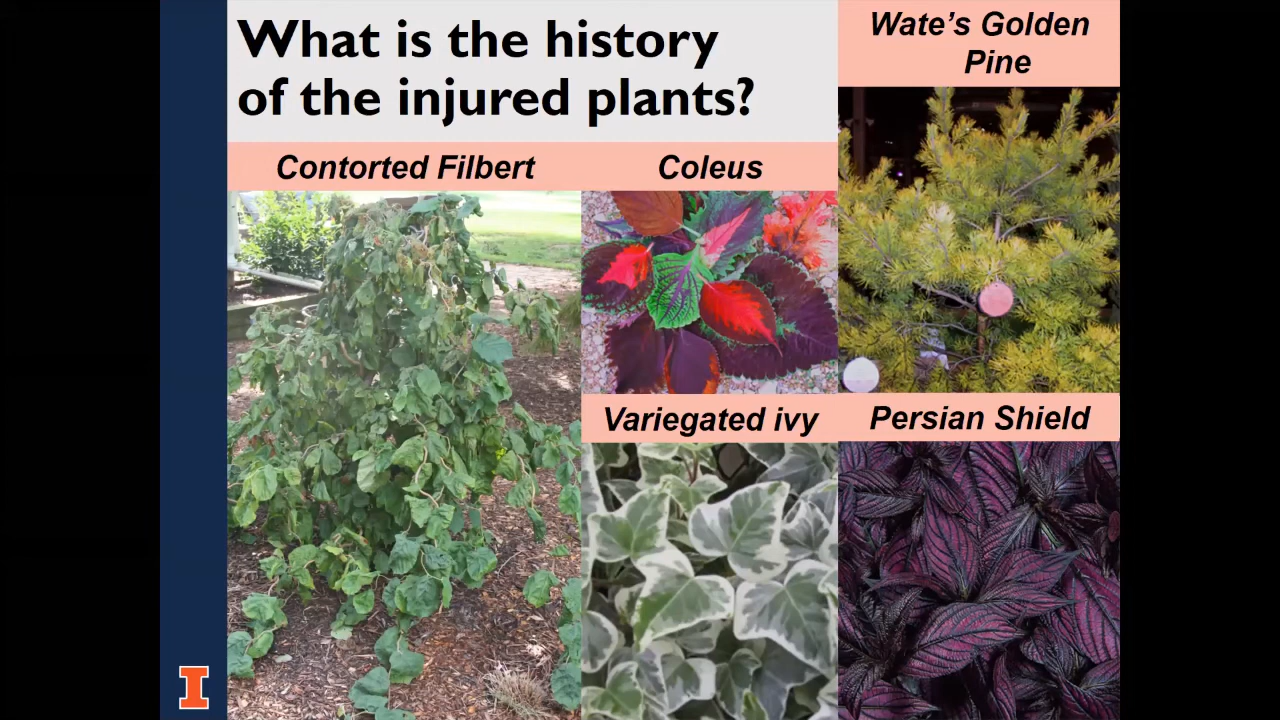 What is the history
of the injured plants?
Wate's Golden
Pine
Contorted Filbert
Coleus
Variegated ivy
Persian Shield
I